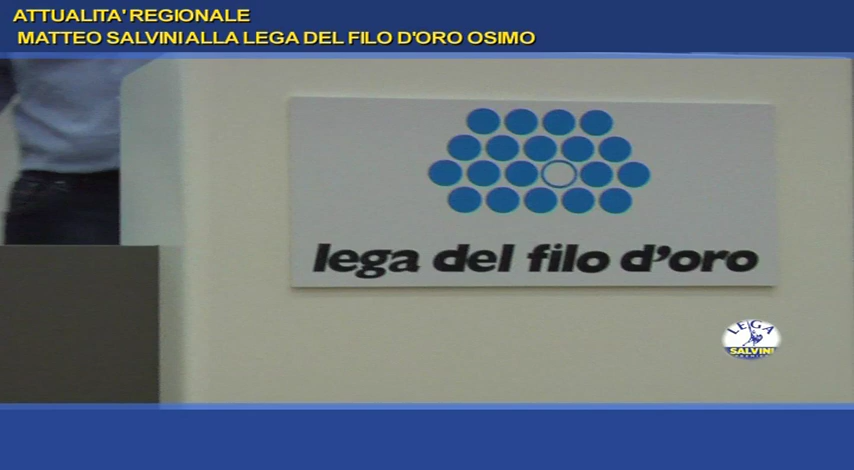 ATTUALITA' REGIONALE
MATTEO SALVINI ALLA LEGA DEL FILO D'ORO OSIMO
lega del filo d'oro
LEGA
SALVINI